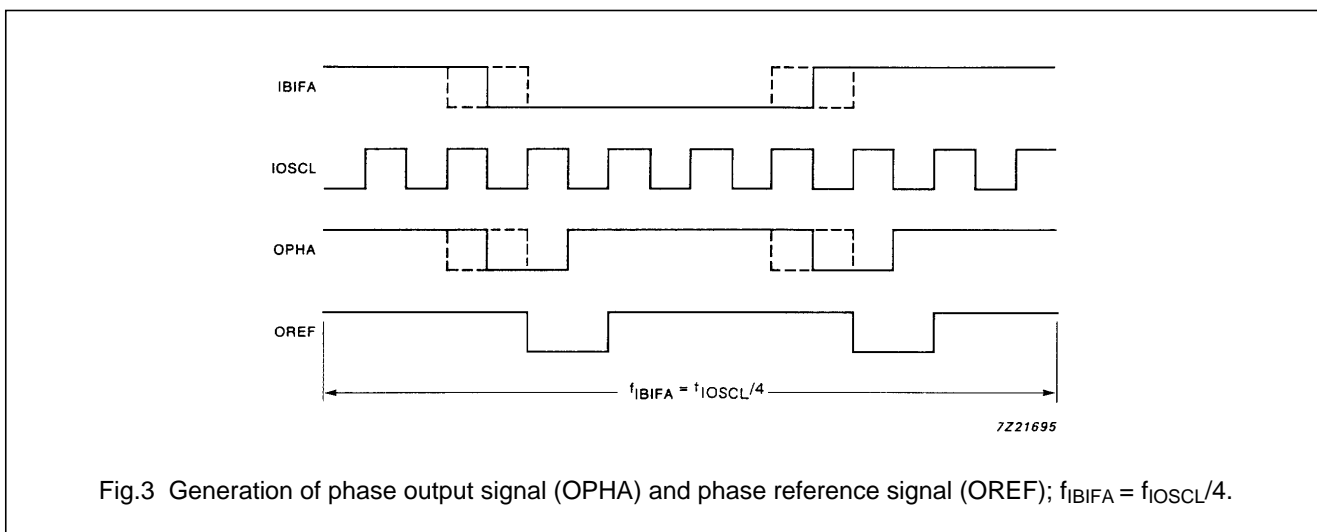 IBIFA
IOSCL
OPHA
OREF
fIBIFA = tIOSCL/4
7Z21695
Fig.3 Generation of phase output signal (OPHA) and phase reference signal (OREF); fIBIFA = fIOSCL/4.